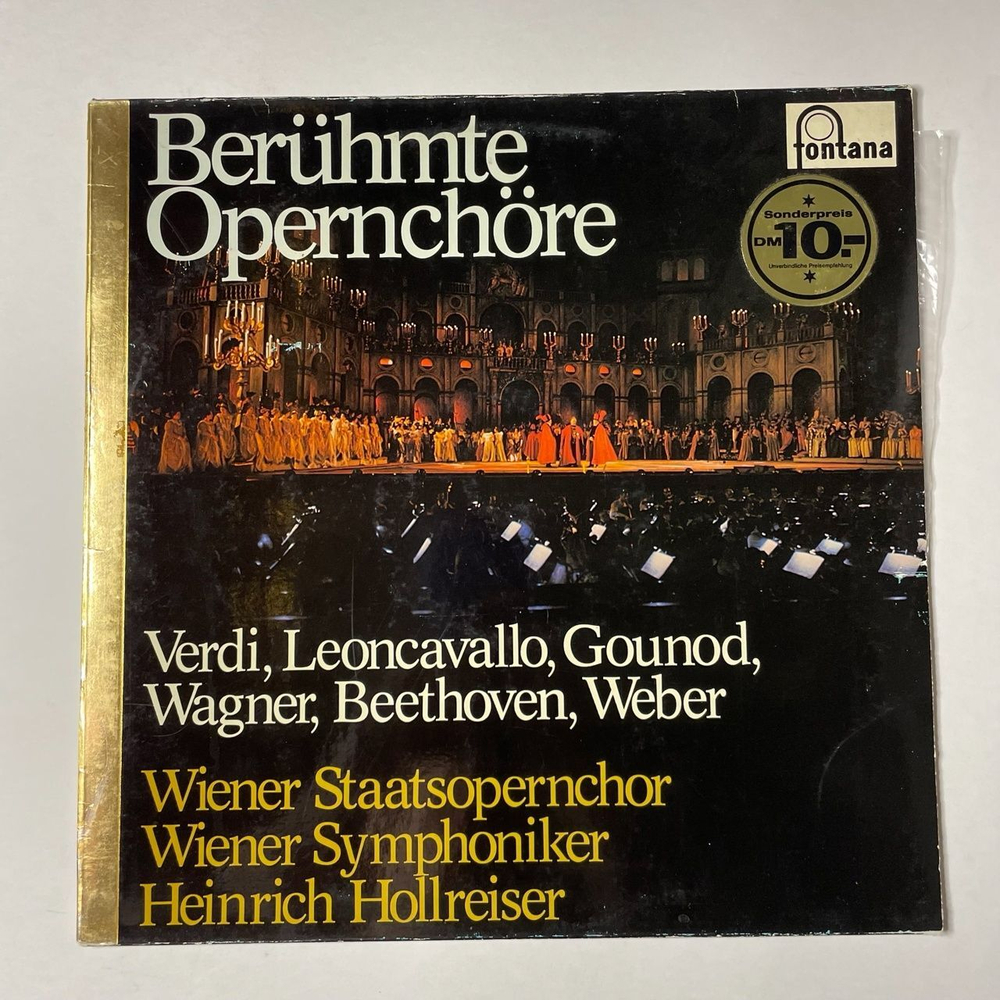 Berühmte
Opernchöre
fontana
Sonderpreis
DM 10.-
Unverbindliche Preisempfehlung
Verdi, Leoncavallo, Gounod,
Wagner, Beethoven, Weber
Wiener Staatsopernchor
Wiener Symphoniker
Heinrich Hollreiser